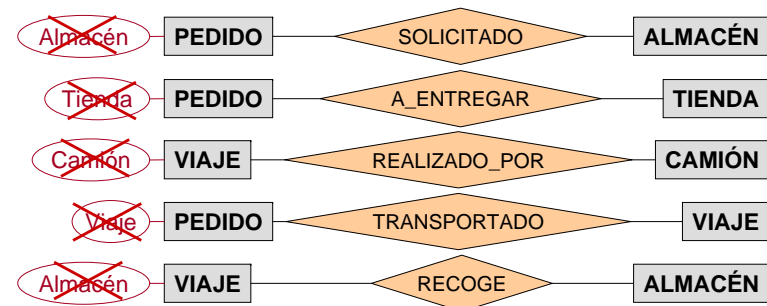 Almacén PEDIDO SOLICITADO ALMACÉN
Tienda PEDIDO A_ENTREGAR TIENDA
Camión VIAJE REALIZADO_POR CAMIÓN
Viaje PEDIDO TRANSPORTADO VIAJE
Almacén VIAJE RECOGE ALMACÉN